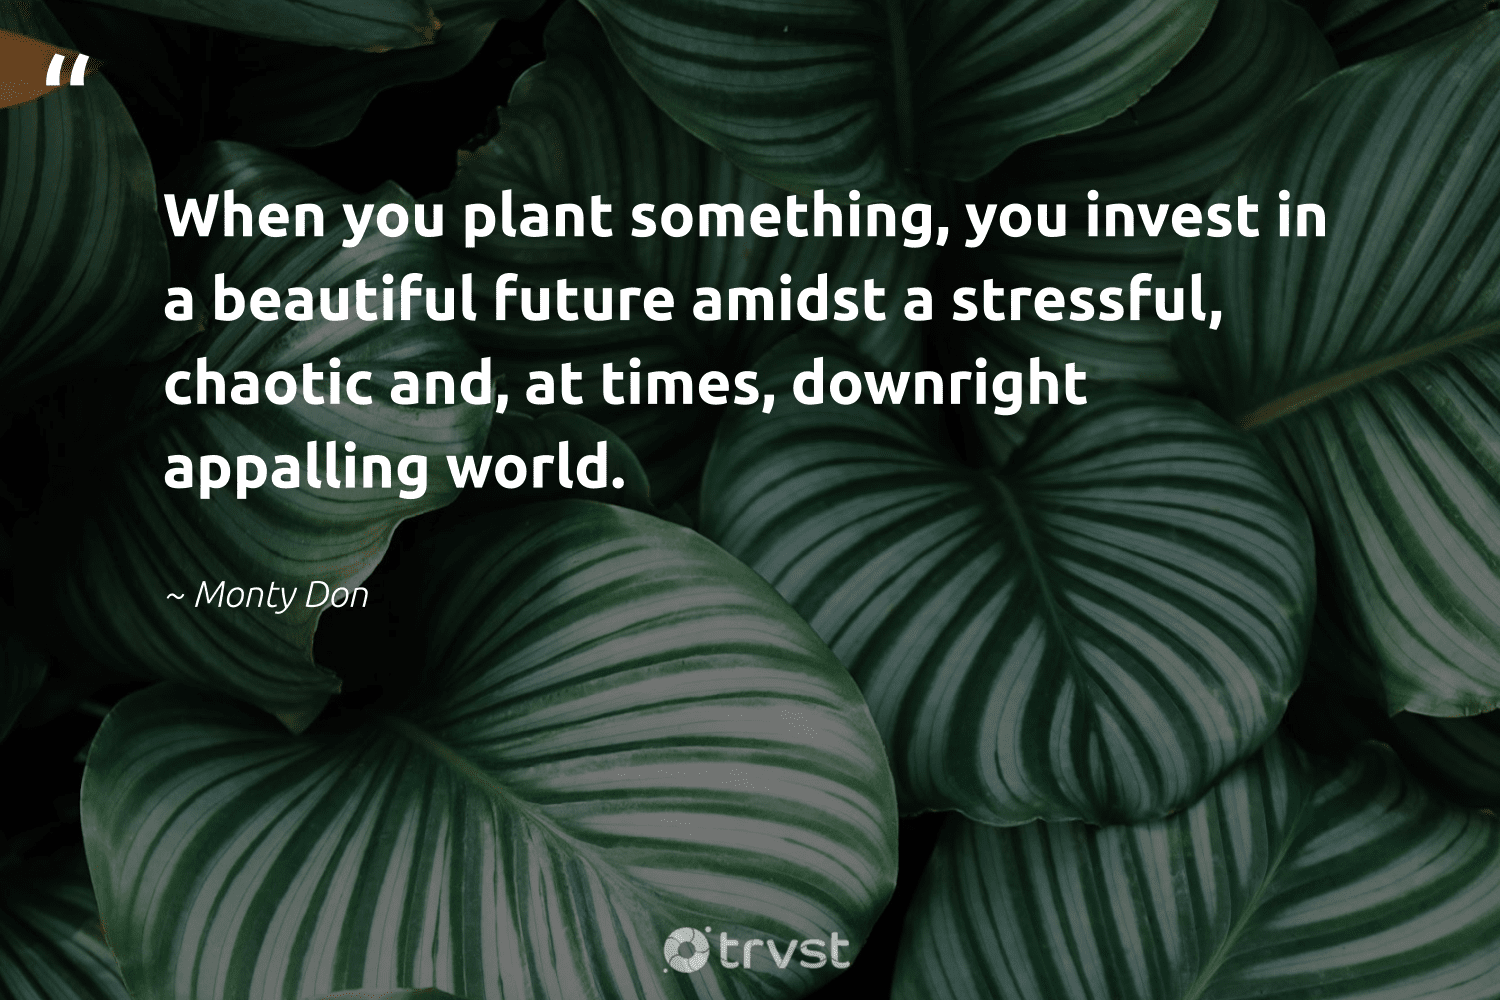 “
When you plant something, you invest in
a beautiful future amidst a stressful,
chaotic and, at times, downright
appalling world.
~ Monty Don
trvst